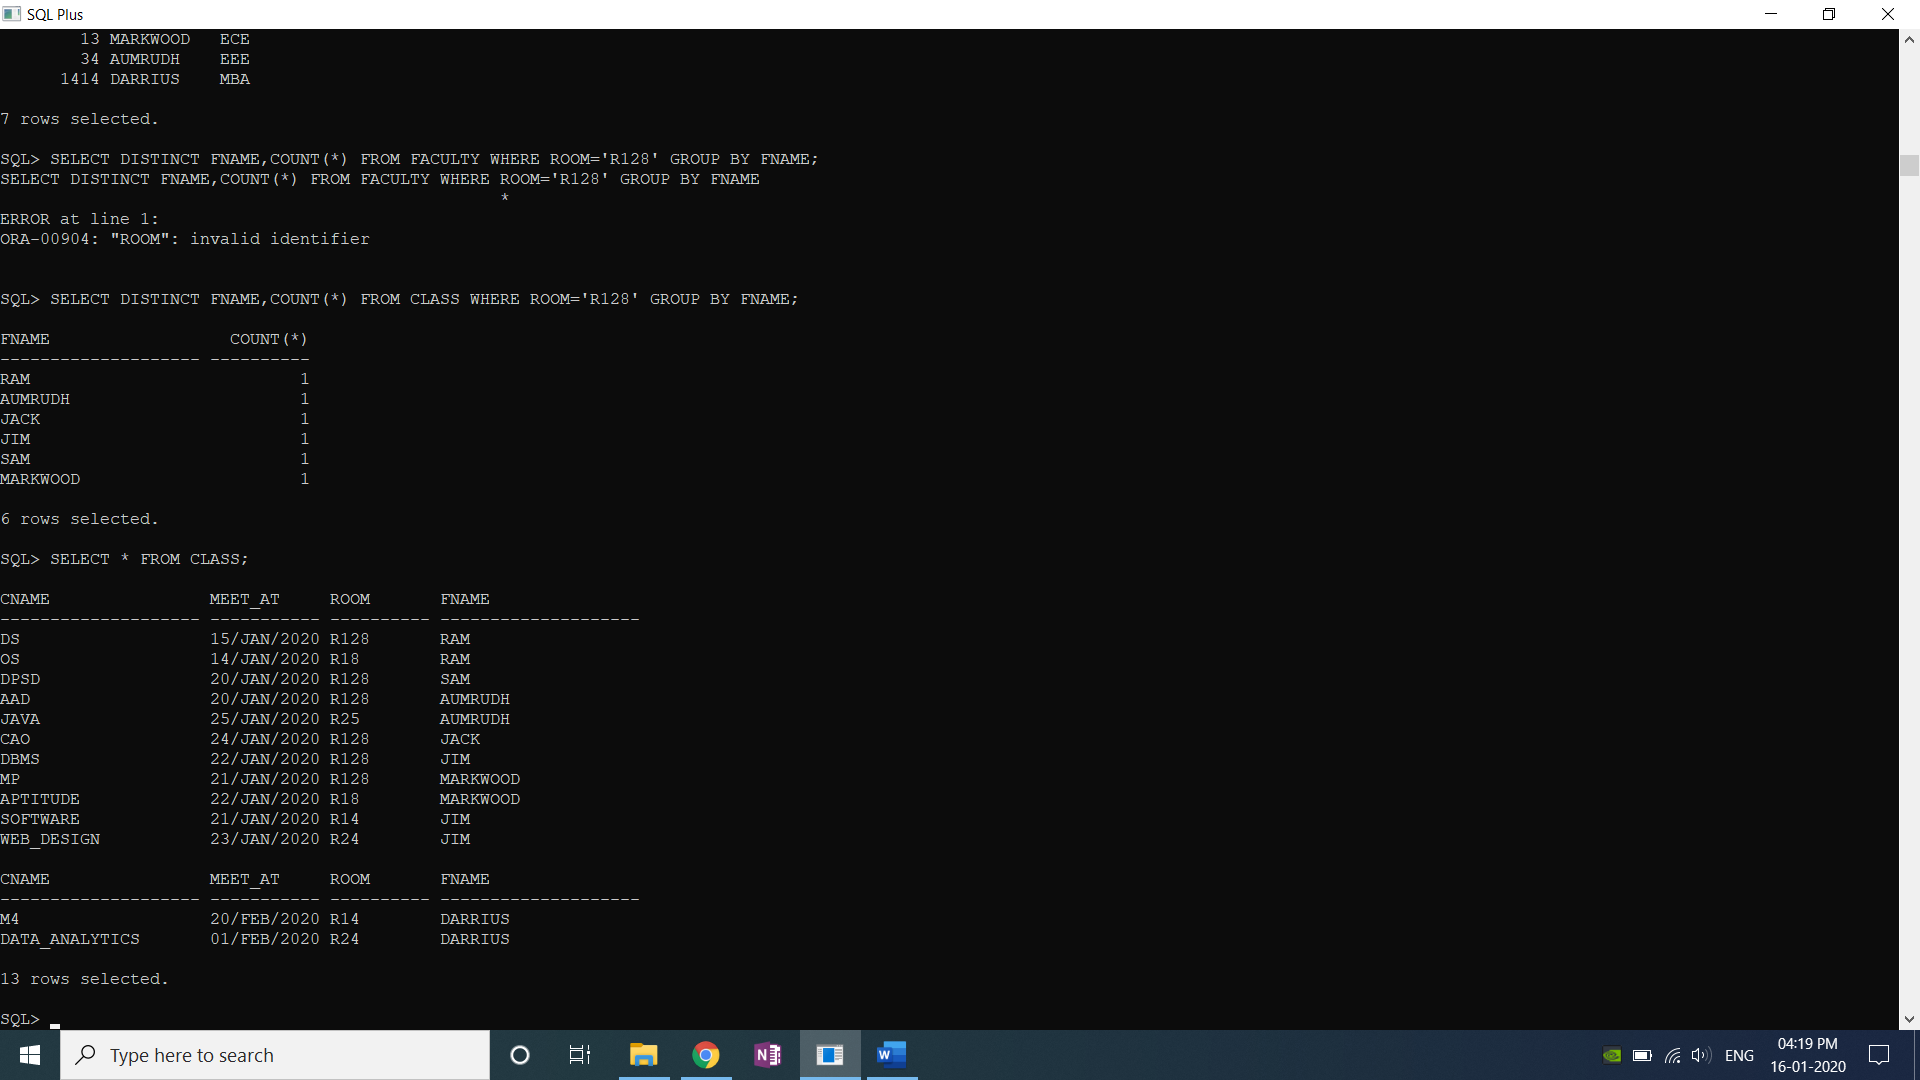 SQL Plus
13 MARKWOOD ECE
34 AUMRUDH EEE
1414 DARRIUS MBA
7 rows selected.
SQL> SELECT DISTINCT FNAME,COUNT(*) FROM FACULTY WHERE ROOM='R128' GROUP BY FNAME;
SELECT DISTINCT FNAME,COUNT(*) FROM FACULTY WHERE ROOM='R128' GROUP BY FNAME
*
ERROR at line 1:
ORA-00904: "ROOM": invalid identifier
SQL> SELECT DISTINCT FNAME,COUNT(*) FROM CLASS WHERE ROOM='R128' GROUP BY FNAME;
FNAME COUNT(*)
-------------------- ----------
RAM 1
AUMRUDH 1
JACK 1
JIM 1
SAM 1
MARKWOOD 1
6 rows selected.
SQL> SELECT * FROM CLASS;
CNAME MEET_AT ROOM FNAME
-------------------- ----------- ---------- --------------------
DS 15/JAN/2020 R128 RAM
OS 14/JAN/2020 R18 RAM
DPSD 20/JAN/2020 R128 SAM
AAD 20/JAN/2020 R128 AUMRUDH
JAVA 25/JAN/2020 R25 AUMRUDH
CAO 24/JAN/2020 R128 JACK
DBMS 22/JAN/2020 R128 JIM
MP 21/JAN/2020 R128 MARKWOOD
APTITUDE 22/JAN/2020 R18 MARKWOOD
SOFTWARE 21/JAN/2020 R14 JIM
WEB_DESIGN 23/JAN/2020 R24 JIM
CNAME MEET_AT ROOM FNAME
-------------------- ----------- ---------- --------------------
M4 20/FEB/2020 R14 DARRIUS
DATA_ANALYTICS 01/FEB/2020 R24 DARRIUS
13 rows selected.
SQL>
Type here to search
N
W
ENG
04:19 PM
16-01-2020